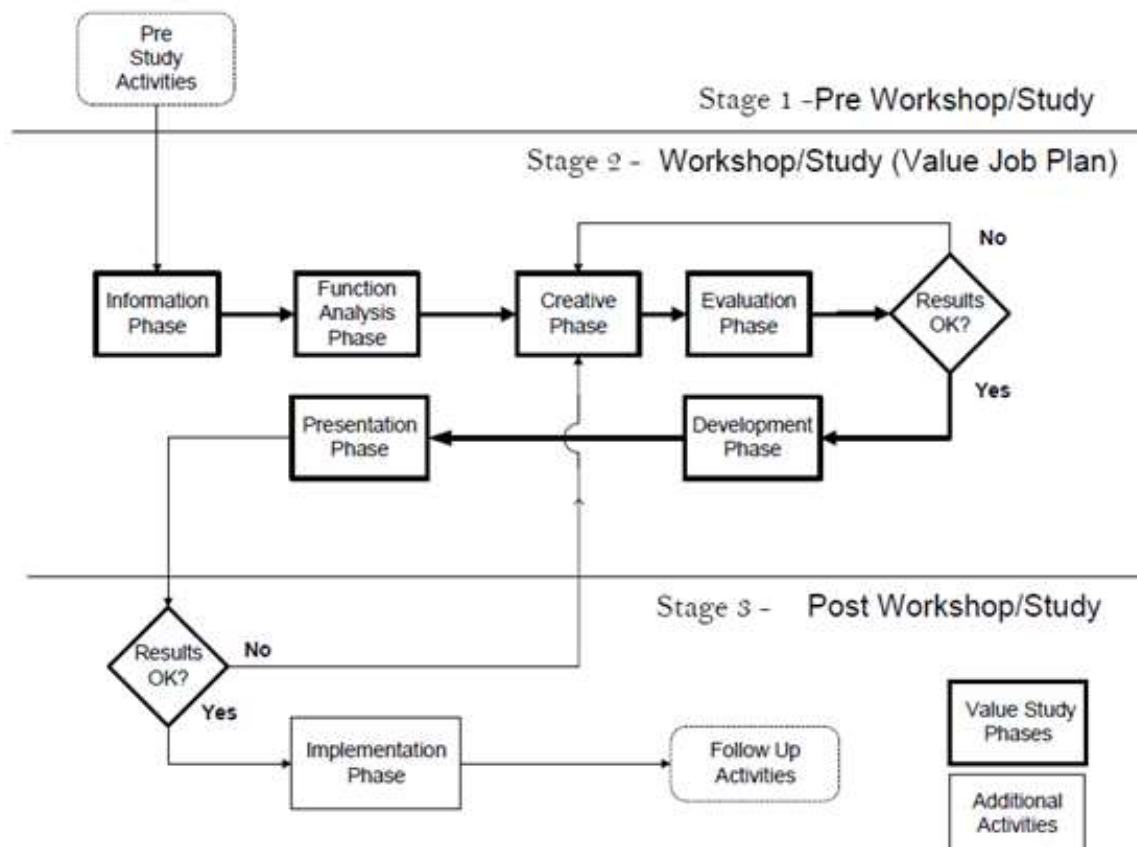 Pre
Study
Activities
Stage 1 -Pre Workshop/Study
Stage 2 - Workshop/Study (Value Job Plan)
No
Information
Phase
Function
Analysis
Phase
Creative
Phase
Evaluation
Phase
Results
OK?
Yes
Presentation
Phase
Development
Phase
Stage 3 - Post Workshop/Study
Results
OK?
No
Yes
Implementation
Phase
Follow Up
Activities
Value Study
Phases
Additional
Activities